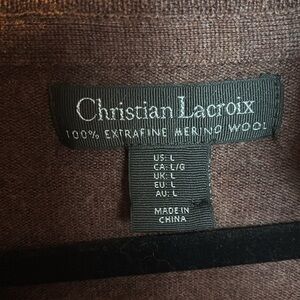 Christian Lacroix
100% EXTRAFINE MERINO WOOL
US: L
CA: L/G
UK: L
EU: L
AU: L
MADE IN
CHINA